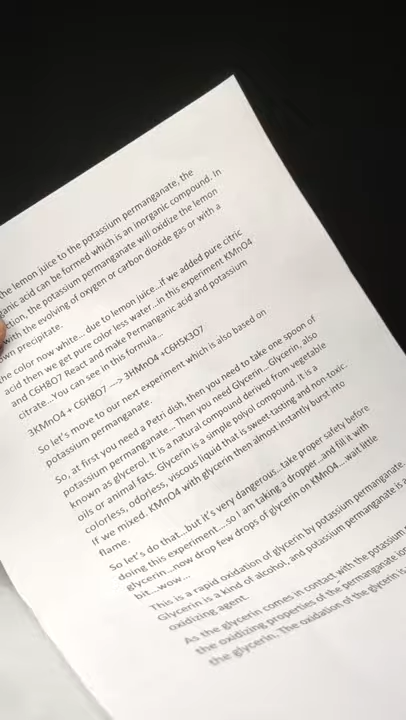 the lemon juice to the potassium permanganate, the
ganic acid can be formed which is an inorganic compound. In
tion, the potassium permanganate will oxidize the lemon
with the evolving of oxygen or carbon dioxide gas or with a
own precipitate.
the color now white... due to lemon juice...if we added pure citric
acid then we get pure color less water...in this experiment KMnO4
and C6H8O7 React and make Permanganic acid and potassium
citrate...You can see in this formula...
3KMnO4 + C6H8O7 ---> 3HMnO4 +C6H5K3O7
So let's move to our next experiment which is also based on
potassium permanganate.
So, at first you need a Petri dish, then you need to take one spoon of
potassium permanganate... Then you need Glycerin... Glycerin, also
known as glycerol. It is a natural compound derived from vegetable
oils or animal fats. Glycerin is a simple polyol compound. it is a
colorless, odorless, viscous liquid that is sweet-tasting and non-toxic.
If we mixed. KMnO4 with glycerin then almost instantly burst into
flame.
So let's do that...but it's very dangerous...take proper safety before
doing this experiment....so I am taking a dropper...and fill it with
glycerin...now drop few drops of glycerin on KMnO4... wait little
bit...wow...
This is a rapid oxidation of glycerin by potassium permanganate.
Glycerin is a kind of alcohol, and potassium permanganate is a
oxidizing agent.
As the glycerin comes in contact with the potassium
the oxidizing properties of the permanganate
the glycerin. The oxidation of the glycerin is